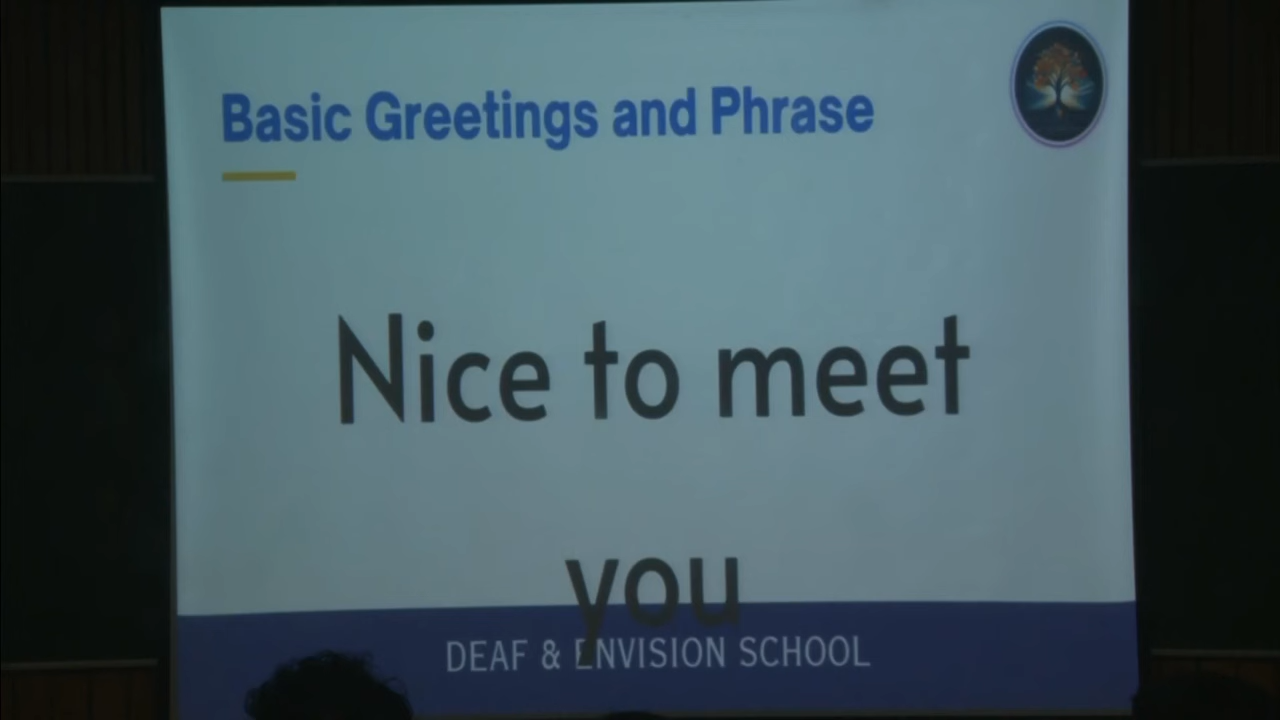 Basic Greetings and Phrase
Nice to meet
you
DEAF & ENVISION SCHOOL